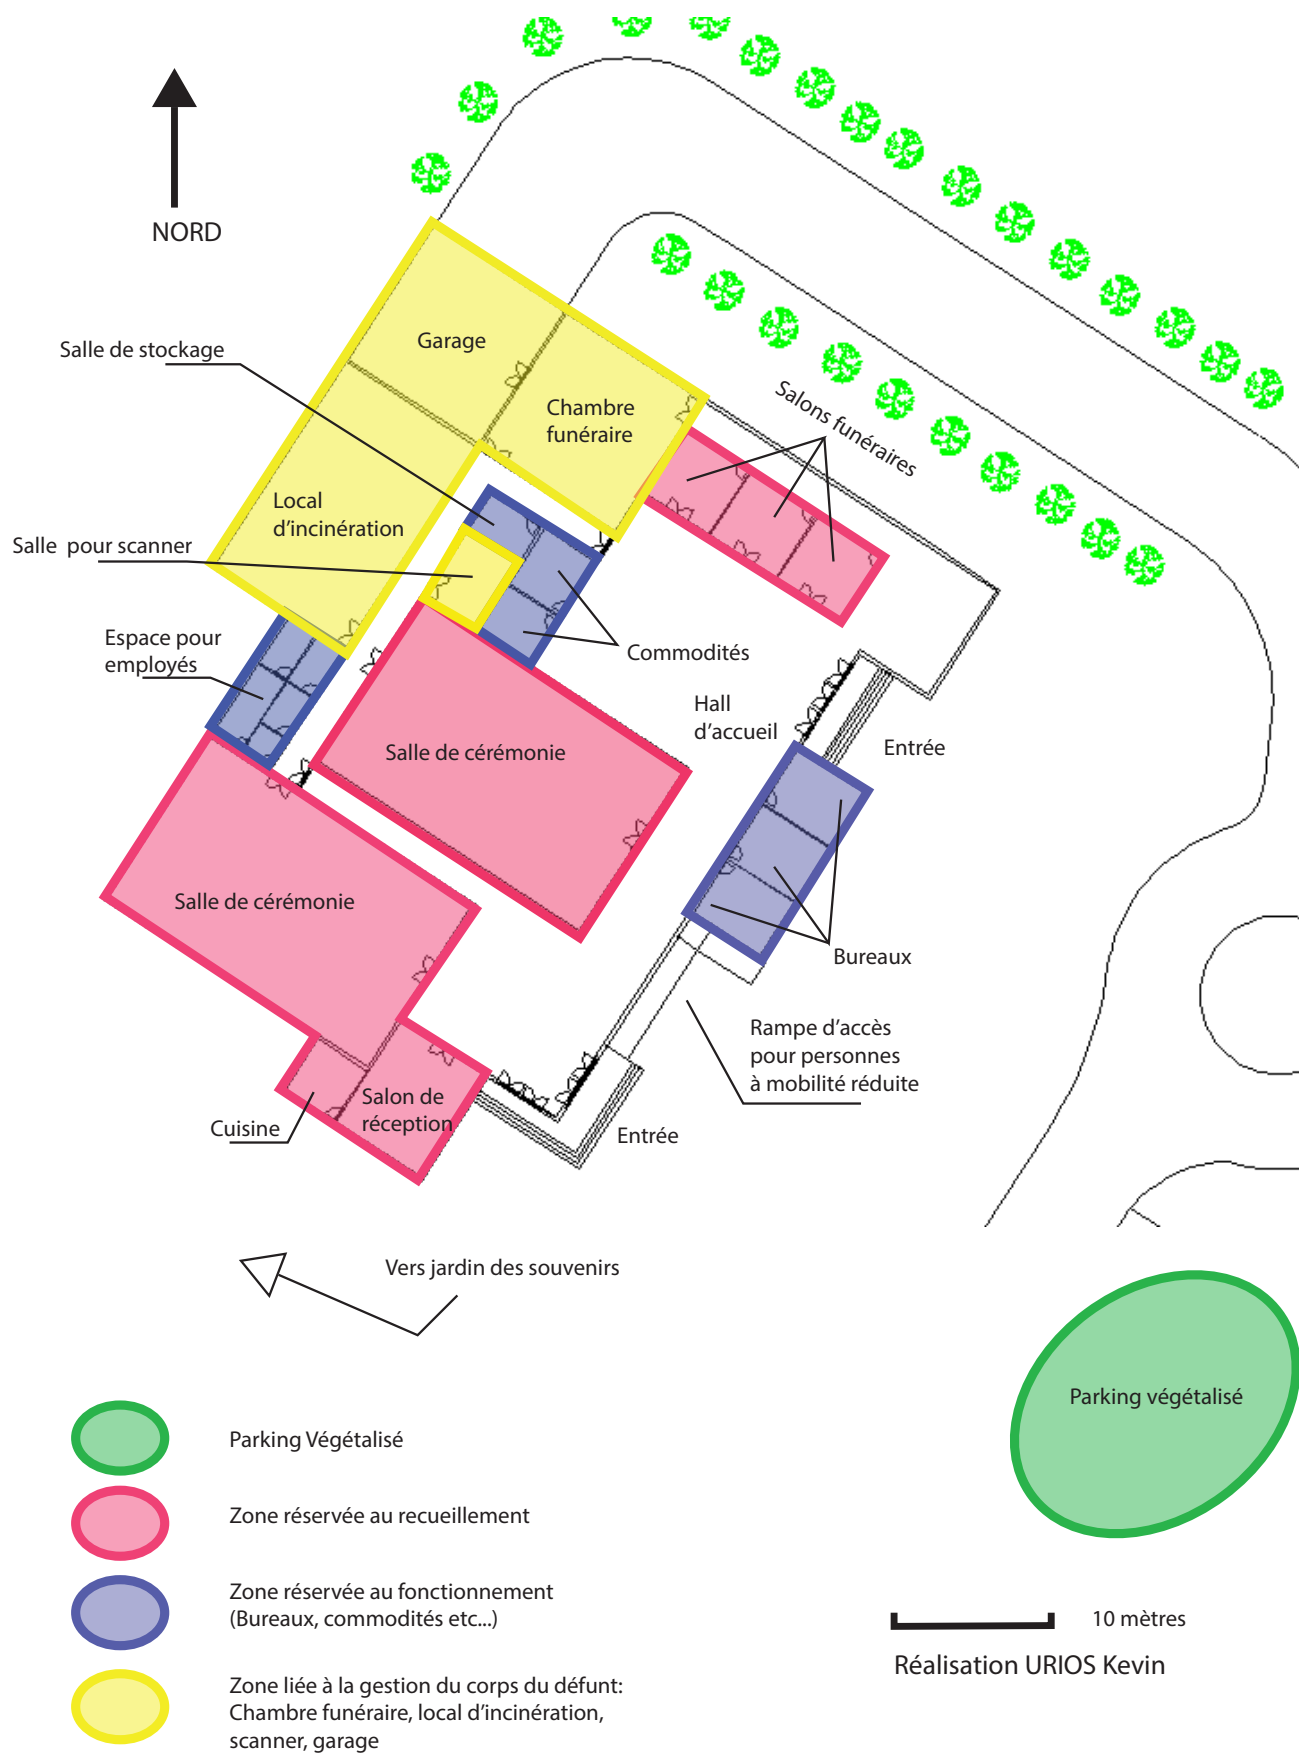 NORD
Garage
Salle de stockage
Chambre
funéraire
Salons funéraires
Local
d’incinération
Salle  pour scanner
Espace pour
employés
Commodités
Hall
d’accueil
Entrée
Salle de cérémonie
Salle de cérémonie
Bureaux
Rampe d’accès
pour personnes
à mobilité réduite
Salon de
réception
Cuisine
Entrée
Vers jardin des souvenirs
Parking végétalisé
Parking Végétalisé
Zone réservée au recueillement
Zone réservée au fonctionnement
(Bureaux, commodités etc...)
10 mètres
Réalisation URIOS Kevin
Zone liée à la gestion du corps du défunt:
Chambre funéraire, local d’incinération,
scanner, garage